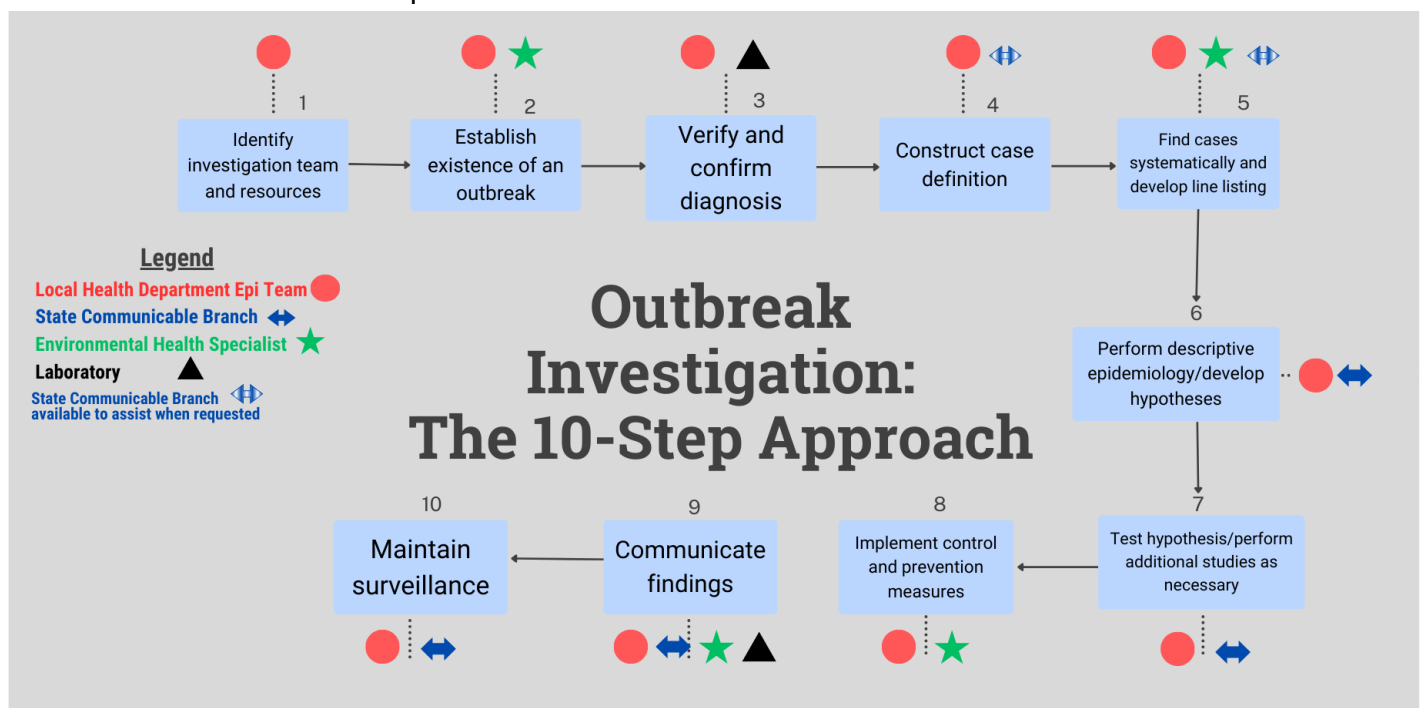 1
Identify
investigation team
and resources
2
Establish
existence of an
outbreak
3
Verify and
confirm
diagnosis
4
Construct case
definition
5
Find cases
systematically and
develop line listing
Legend
Local Health Department Epi Team
State Communicable Branch
Environmental Health Specialist
Laboratory
State Communicable Branch
available to assist when requested
Outbreak
Investigation:
The 10-Step Approach
6
Perform descriptive
epidemiology/develop
hypotheses
7
Test hypothesis/perform
additional studies as
necessary
8
Implement control
and prevention
measures
9
Communicate
findings
10
Maintain
surveillance